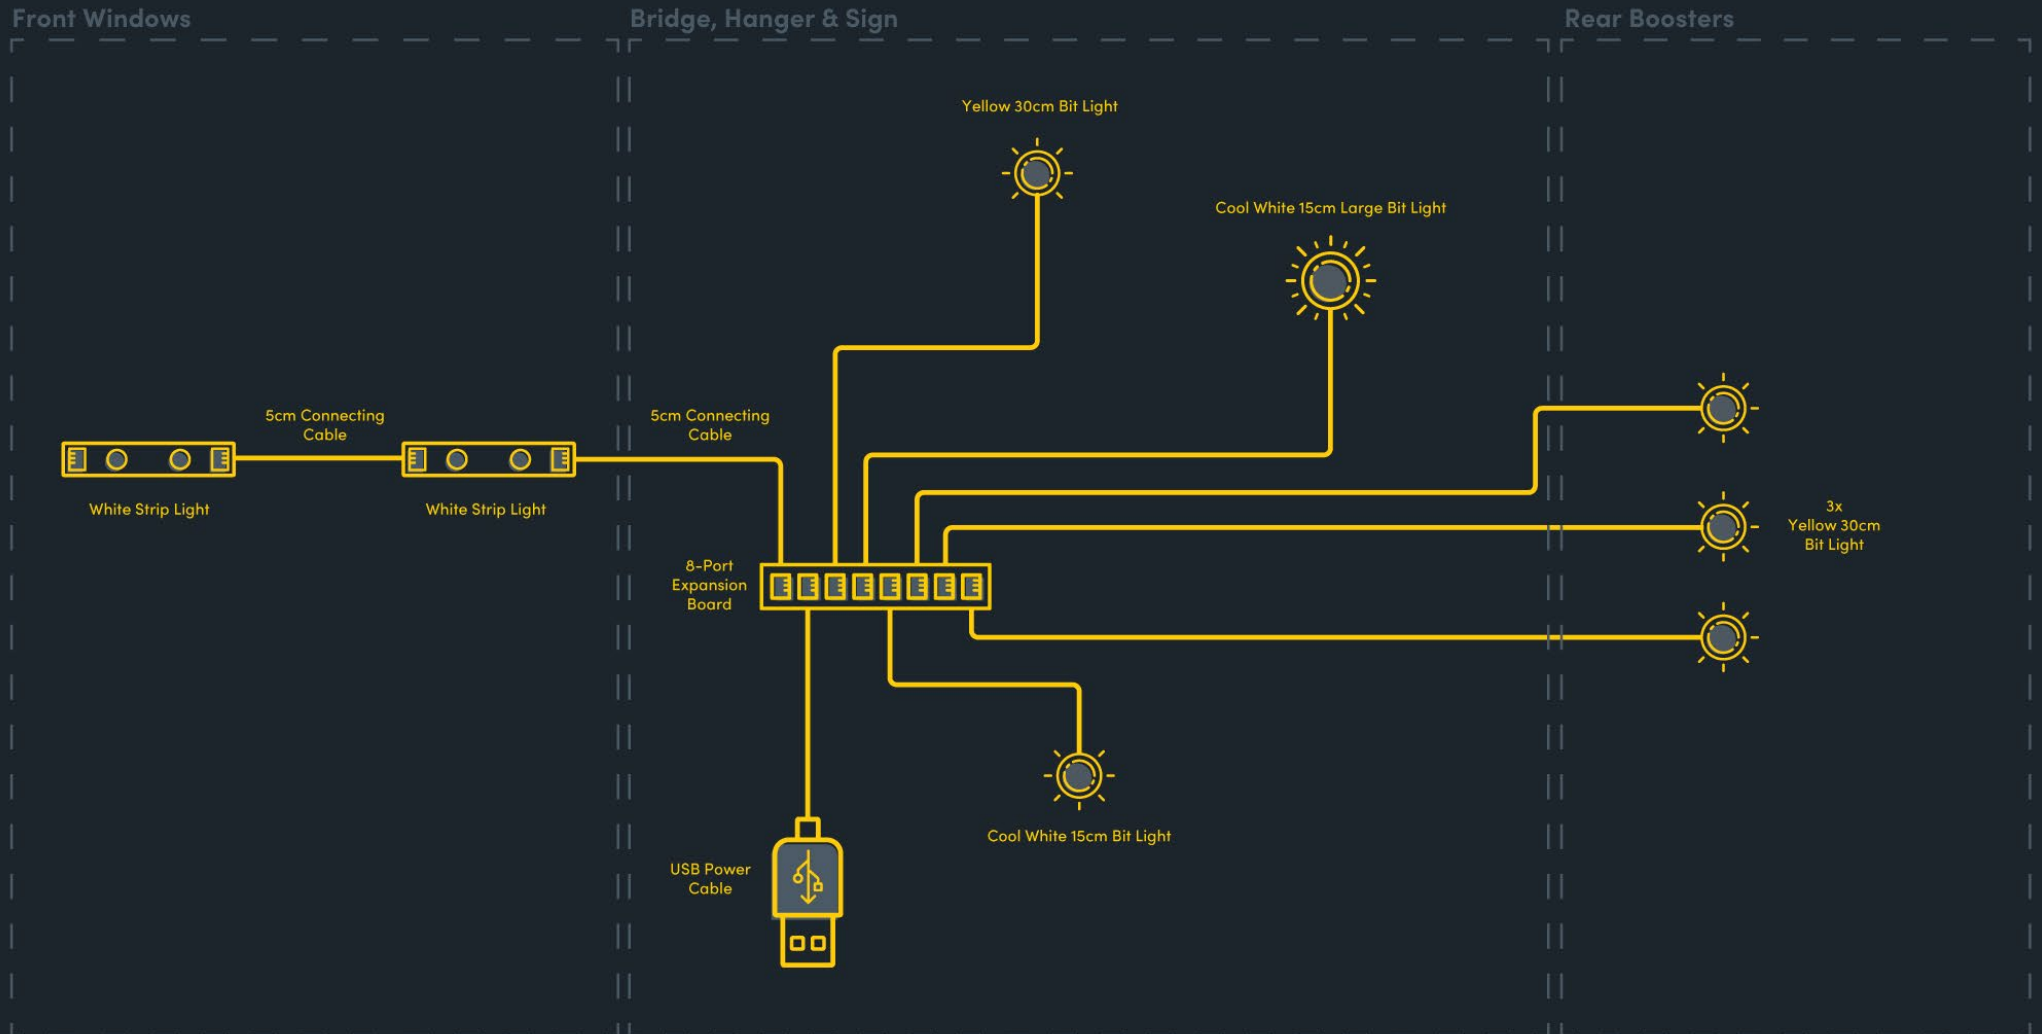 Front Windows
Bridge, Hanger & Sign
Rear Boosters
Yellow 30cm Bit Light
Cool White 15cm Large Bit Light
5cm Connecting
Cable
5cm Connecting
Cable
White Strip Light
White Strip Light
3x
Yellow 30cm
Bit Light
8-Port
Expansion
Board
Cool White 15cm Bit Light
USB Power
Cable